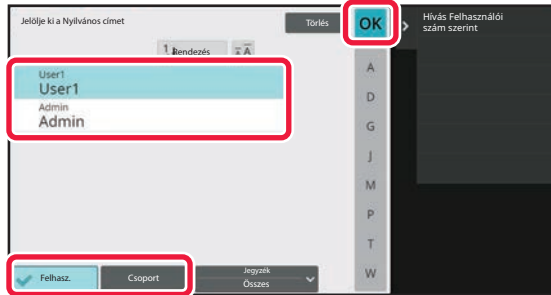 Jelölje ki a Nyilvános címet
Törlés
OK
Hívás Felhasználói
szám szerint
1 Rendezés
A
User1
User1
Admin
Admin
A
D
G
J
M
P
T
W
Felhasz.
Csoport
Jegyzék
Összes